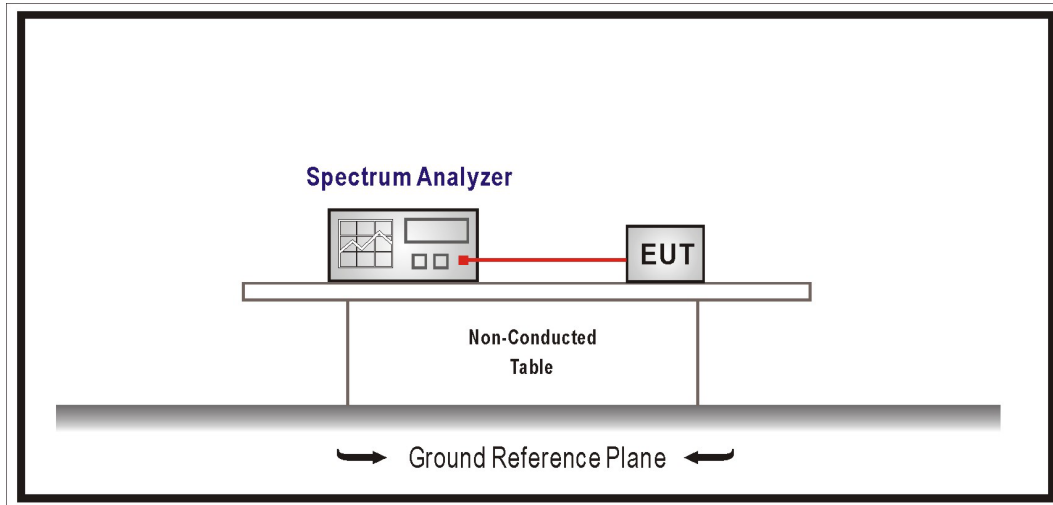 Spectrum Analyzer
EUT
Non-Conducted
Table
Ground Reference Plane